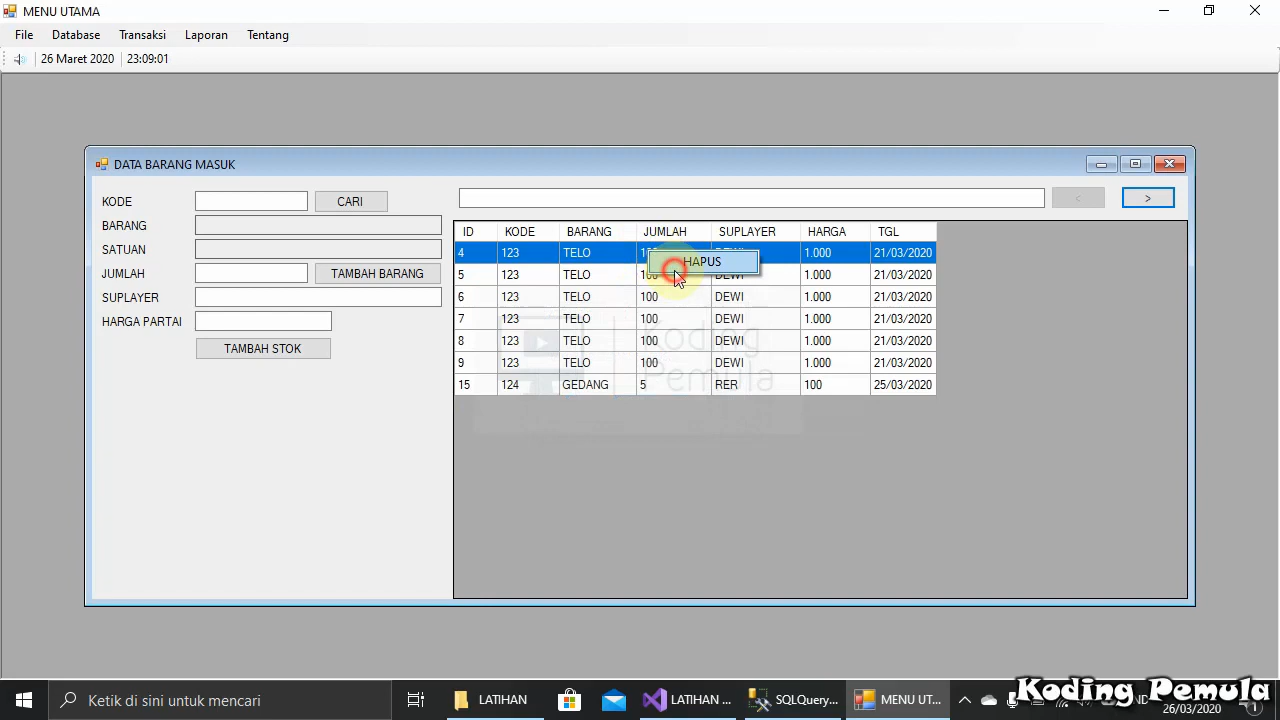 MENU UTAMA
File Database Transaksi Laporan Tentang
26 Maret 2020 23:09:01
DATA BARANG MASUK
KODE CARI
BARANG
SATUAN
JUMLAH TAMBAH BARANG
SUPLAYER
HARGA PARTAI
TAMBAH STOK
< >
ID KODE BARANG JUMLAH SUPLAYER HARGA TGL
4 123 TELO 1.000 21/03/2020
HAPUS
5 123 TELO 100 DEWI 1.000 21/03/2020
6 123 TELO 100 DEWI 1.000 21/03/2020
7 123 TELO 100 DEWI 1.000 21/03/2020
8 123 TELO 100 DEWI 1.000 21/03/2020
9 123 TELO 100 DEWI 1.000 21/03/2020
15 124 GEDANG 5 RER 100 25/03/2020
Koding
Pemula
Ketik di sini untuk mencari
LATIHAN
LATIHAN ...
SQLQuery...
MENU UT...
Koding Pemula
26/03/2020
1